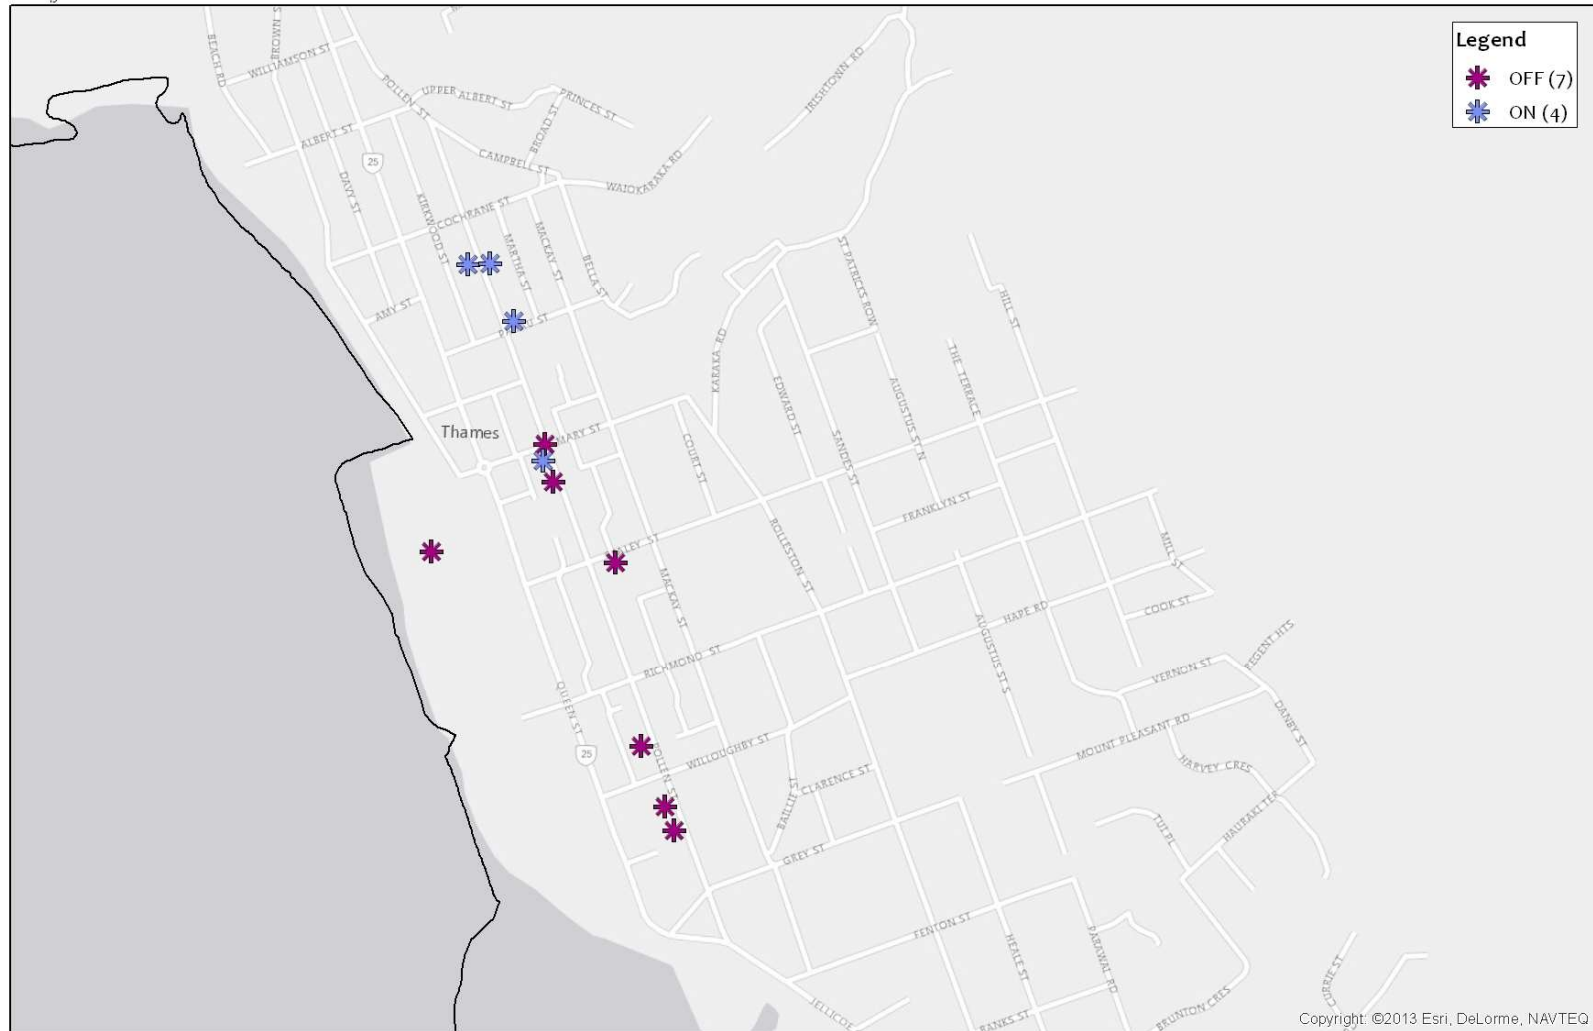 Legend
OFF (7)
ON (4)
BEACH RD
WILLIAMSON ST
POLLEN ST
UPPER ALBERT ST
PRINCES ST
IRISHTOWN RD
ALBERT ST
BROAD ST
25
CAMPBELL ST
WAIOKARAKA RD
DAVY ST
KIRKWOOD ST
COCHRANE ST
MARTHA ST
MACKAY ST
BELLA ST
ST PATRICKS ROW
AMY ST
HILL ST
KARAKA RD
THE TERRACE
EDWARD ST
AUGUSTUS ST N
Thames
MARY ST
COURT ST
SANDES ST
FRANKLYN ST
ROLLESTON ST
MILL ST
MACKAY ST
COOK ST
HAPE RD
AUGUSTUS ST S
RICHMOND ST
VERNON ST
QUEEN ST
DANBY ST
MOUNT PLEASANT RD
25
POLLEN ST
WILLOUGHBY ST
HARVEY CRES
CLARENCE ST
BAILLIE ST
HAURAKI TER
TUI PL
GREY ST
FENTON ST
HEALE ST
PARAWAI RD
CURRIE ST
JELLICOE
BANKS ST
BRUNTON CRES
Copyright: ©2013 Esri, DeLorme, NAVTEQ